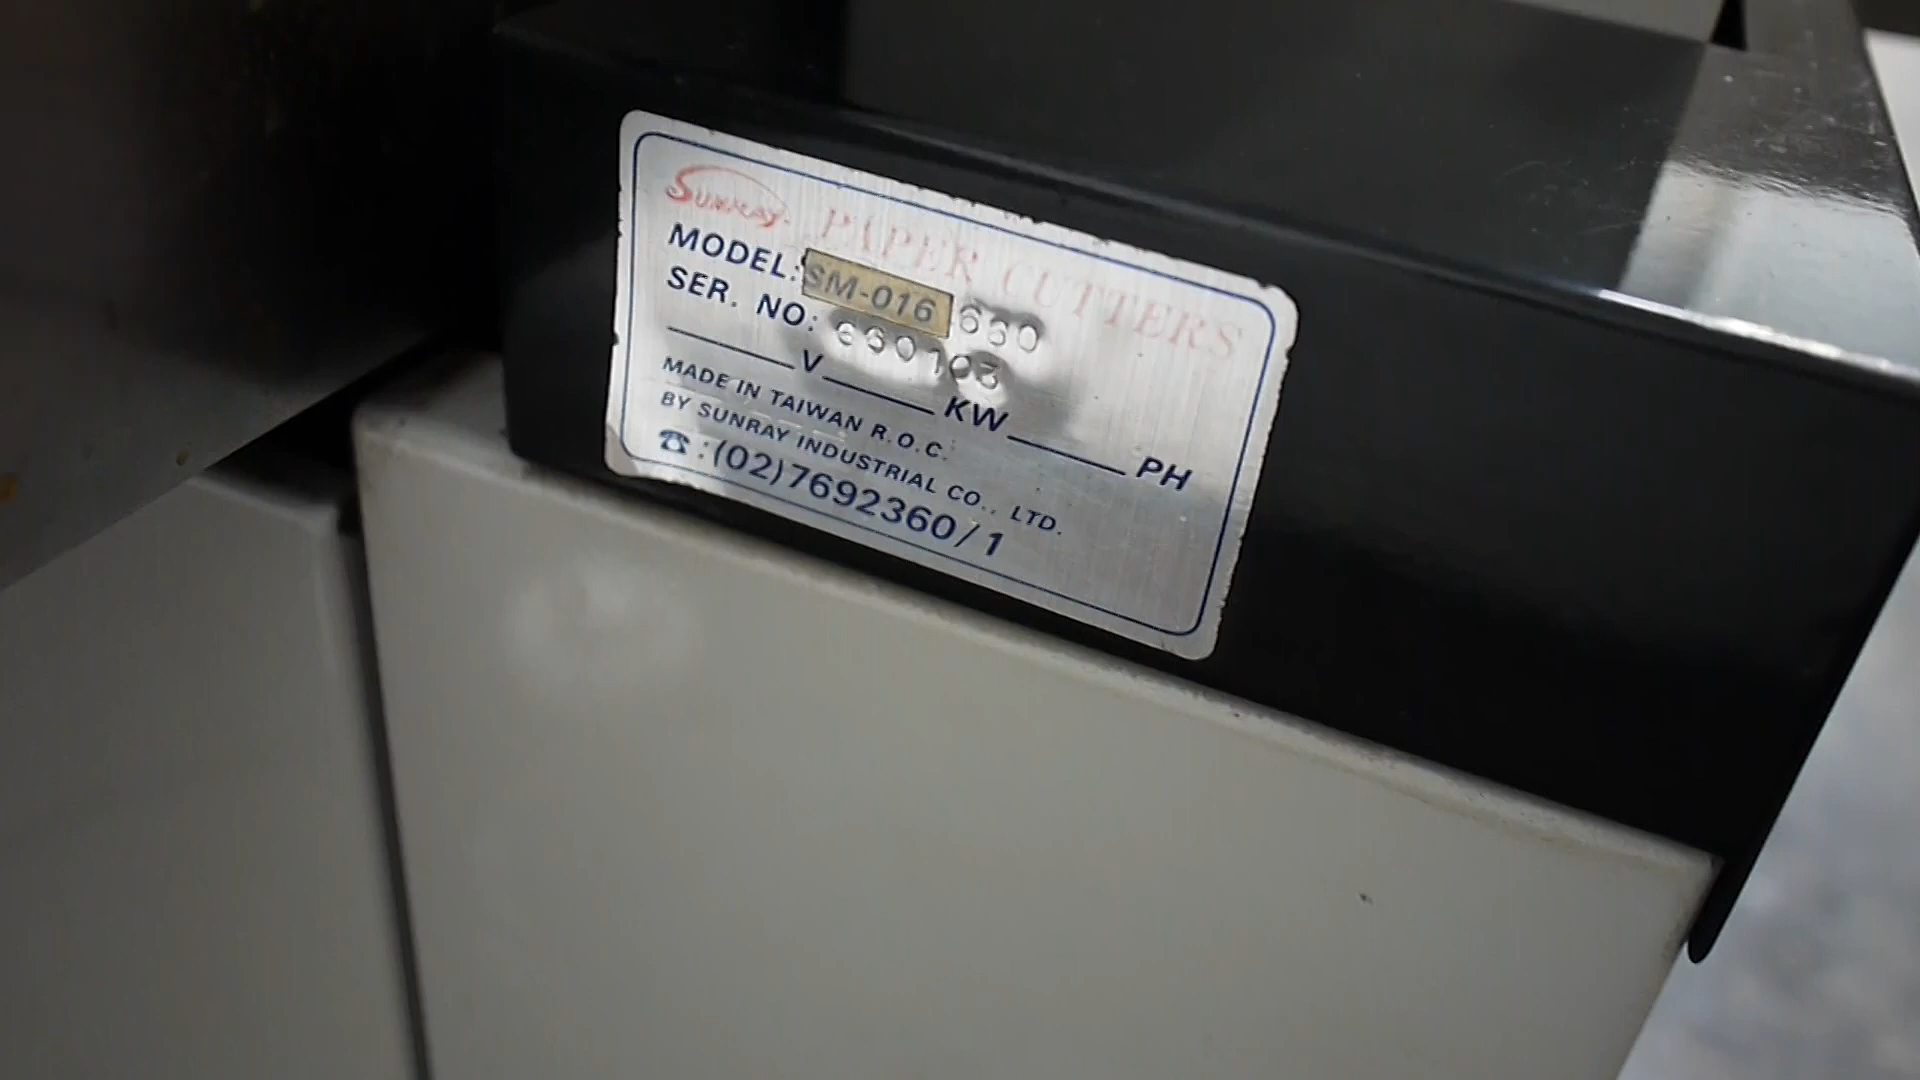 SUNRAY. PAPER CUTTERS
MODEL: SM-016 660
SER. NO: 660103
V KW PH
MADE IN TAIWAN R.O.C.
BY SUNRAY INDUSTRIAL CO., LTD.
☎:(02)7692360/1